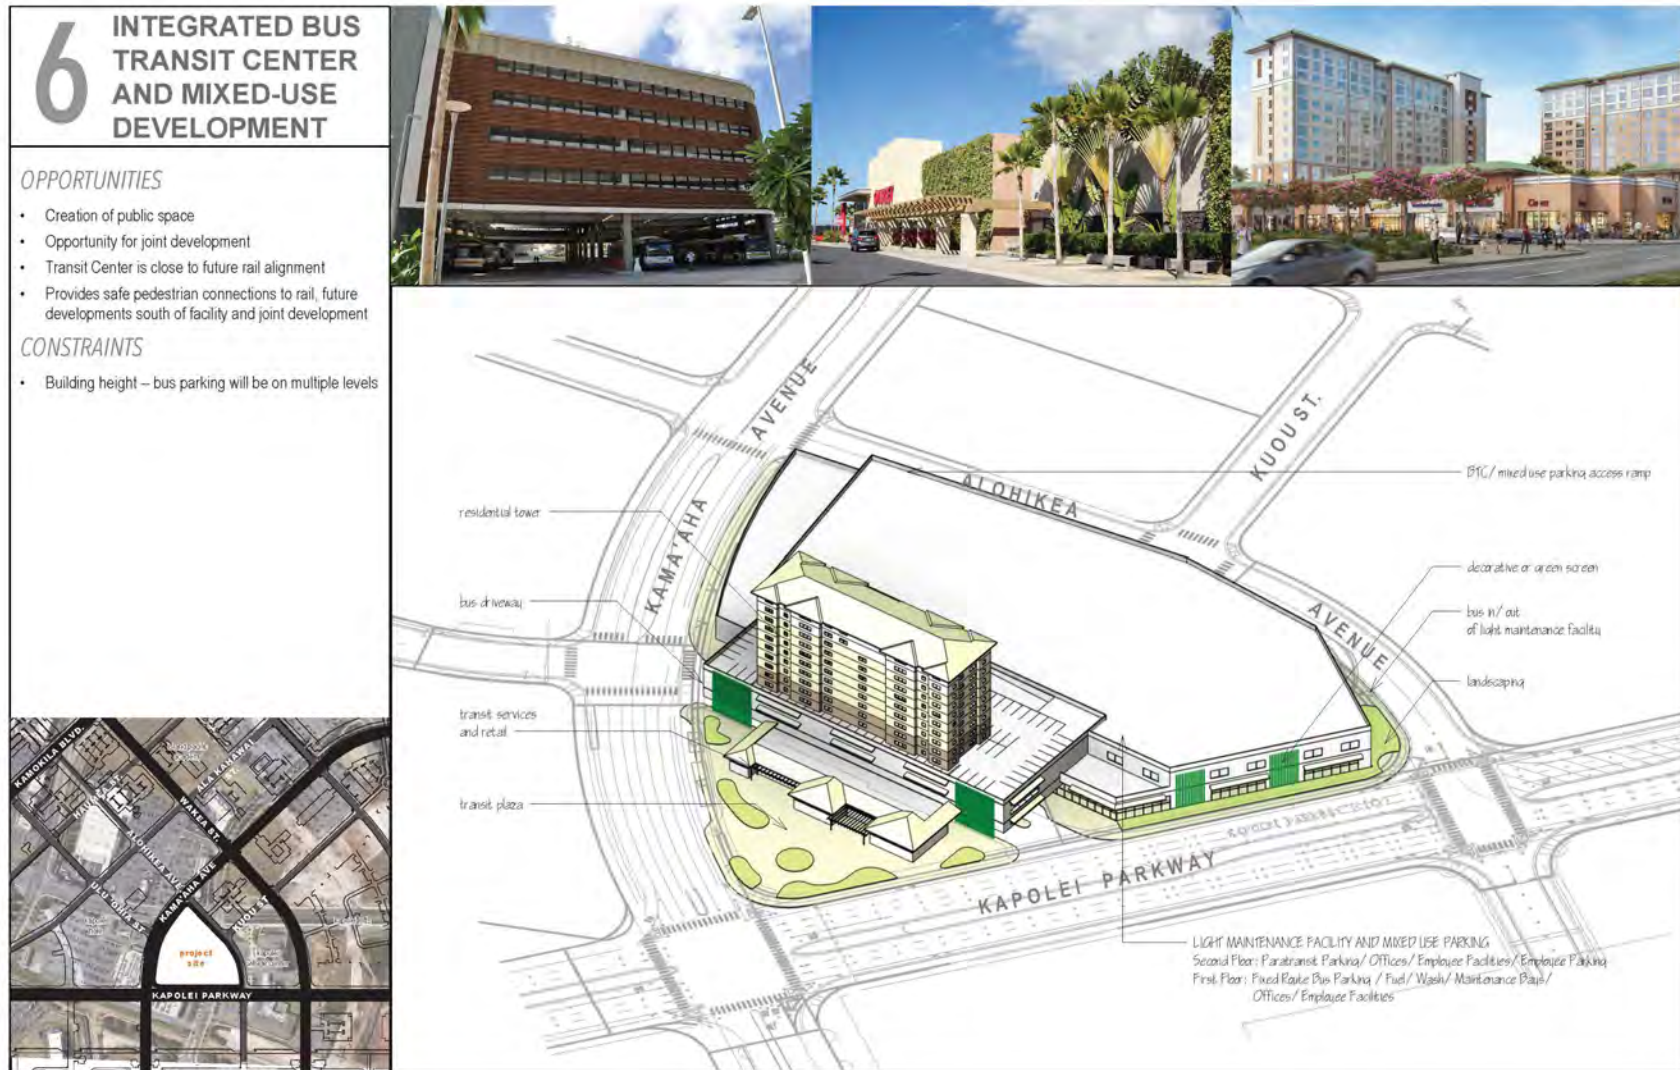 6
INTEGRATED BUS
TRANSIT CENTER
AND MIXED-USE
DEVELOPMENT
OPPORTUNITIES
• Creation of public space
• Opportunity for joint development
• Transit Center is close to future rail alignment
• Provides safe pedestrian connections to rail, future
developments south of facility and joint development
CONSTRAINTS
• Building height – bus parking will be on multiple levels
KAMOKILA BLVD.
ALA KAHAWAI
ST.
WAKEA ST.
ALOHIKEA AVE
KAMA'AHA AVE
ULU 'OHIA ST.
KUOU ST.
project
site
KAPOLEI PARKWAY
KAMA'AHA AVENUE
ALOHIKEA AVENUE
KUOU ST.
KAPOLEI PARKWAY
residential tower
bus driveway
transit services
and retail
transit plaza
BTC/ mixed use parking access ramp
decorative or green screen
bus in/ out
of light maintenance facility
landscaping
LIGHT MAINTENANCE FACILITY AND MIXED USE PARKING
Second Floor: Paratransit Parking/ Offices/ Employee Facilities/ Employee Parking
First Floor: Fixed Route Bus Parking / Fuel/ Wash/ Maintenance Bays/
Offices/ Employee Facilities